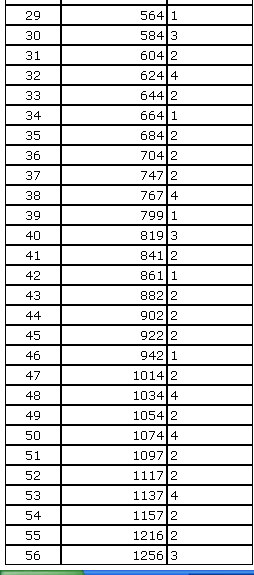 29 564 1
30 584 3
31 604 2
32 624 4
33 644 2
34 664 1
35 684 2
36 704 2
37 747 2
38 767 4
39 799 1
40 819 3
41 841 2
42 861 1
43 882 2
44 902 2
45 922 2
46 942 1
47 1014 2
48 1034 4
49 1054 2
50 1074 4
51 1097 2
52 1117 2
53 1137 4
54 1157 2
55 1216 2
56 1256 3